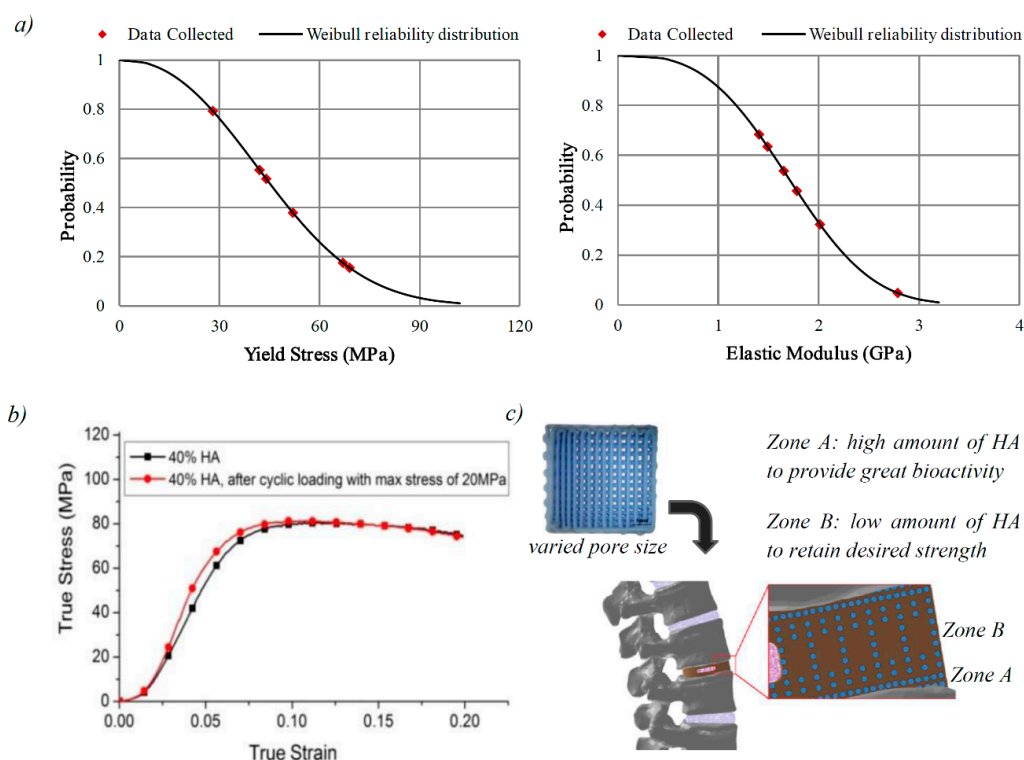 a)
Data Collected
Weibull reliability distribution
1
0.8
0.6
0.4
0.2
0
Probability
0
30
60
90
120
Yield Stress (MPa)
Data Collected
Weibull reliability distribution
1
0.8
0.6
0.4
0.2
0
Probability
0
1
2
3
4
Elastic Modulus (GPa)
b)
40% HA
40% HA, after cyclic loading with max stress of 20MPa
120
100
80
60
40
20
0
True Stress (MPa)
0.00
0.05
0.10
0.15
0.20
True Strain
c)
varied pore size
Zone A: high amount of HA
to provide great bioactivity
Zone B: low amount of HA
to retain desired strength
Zone B
Zone A